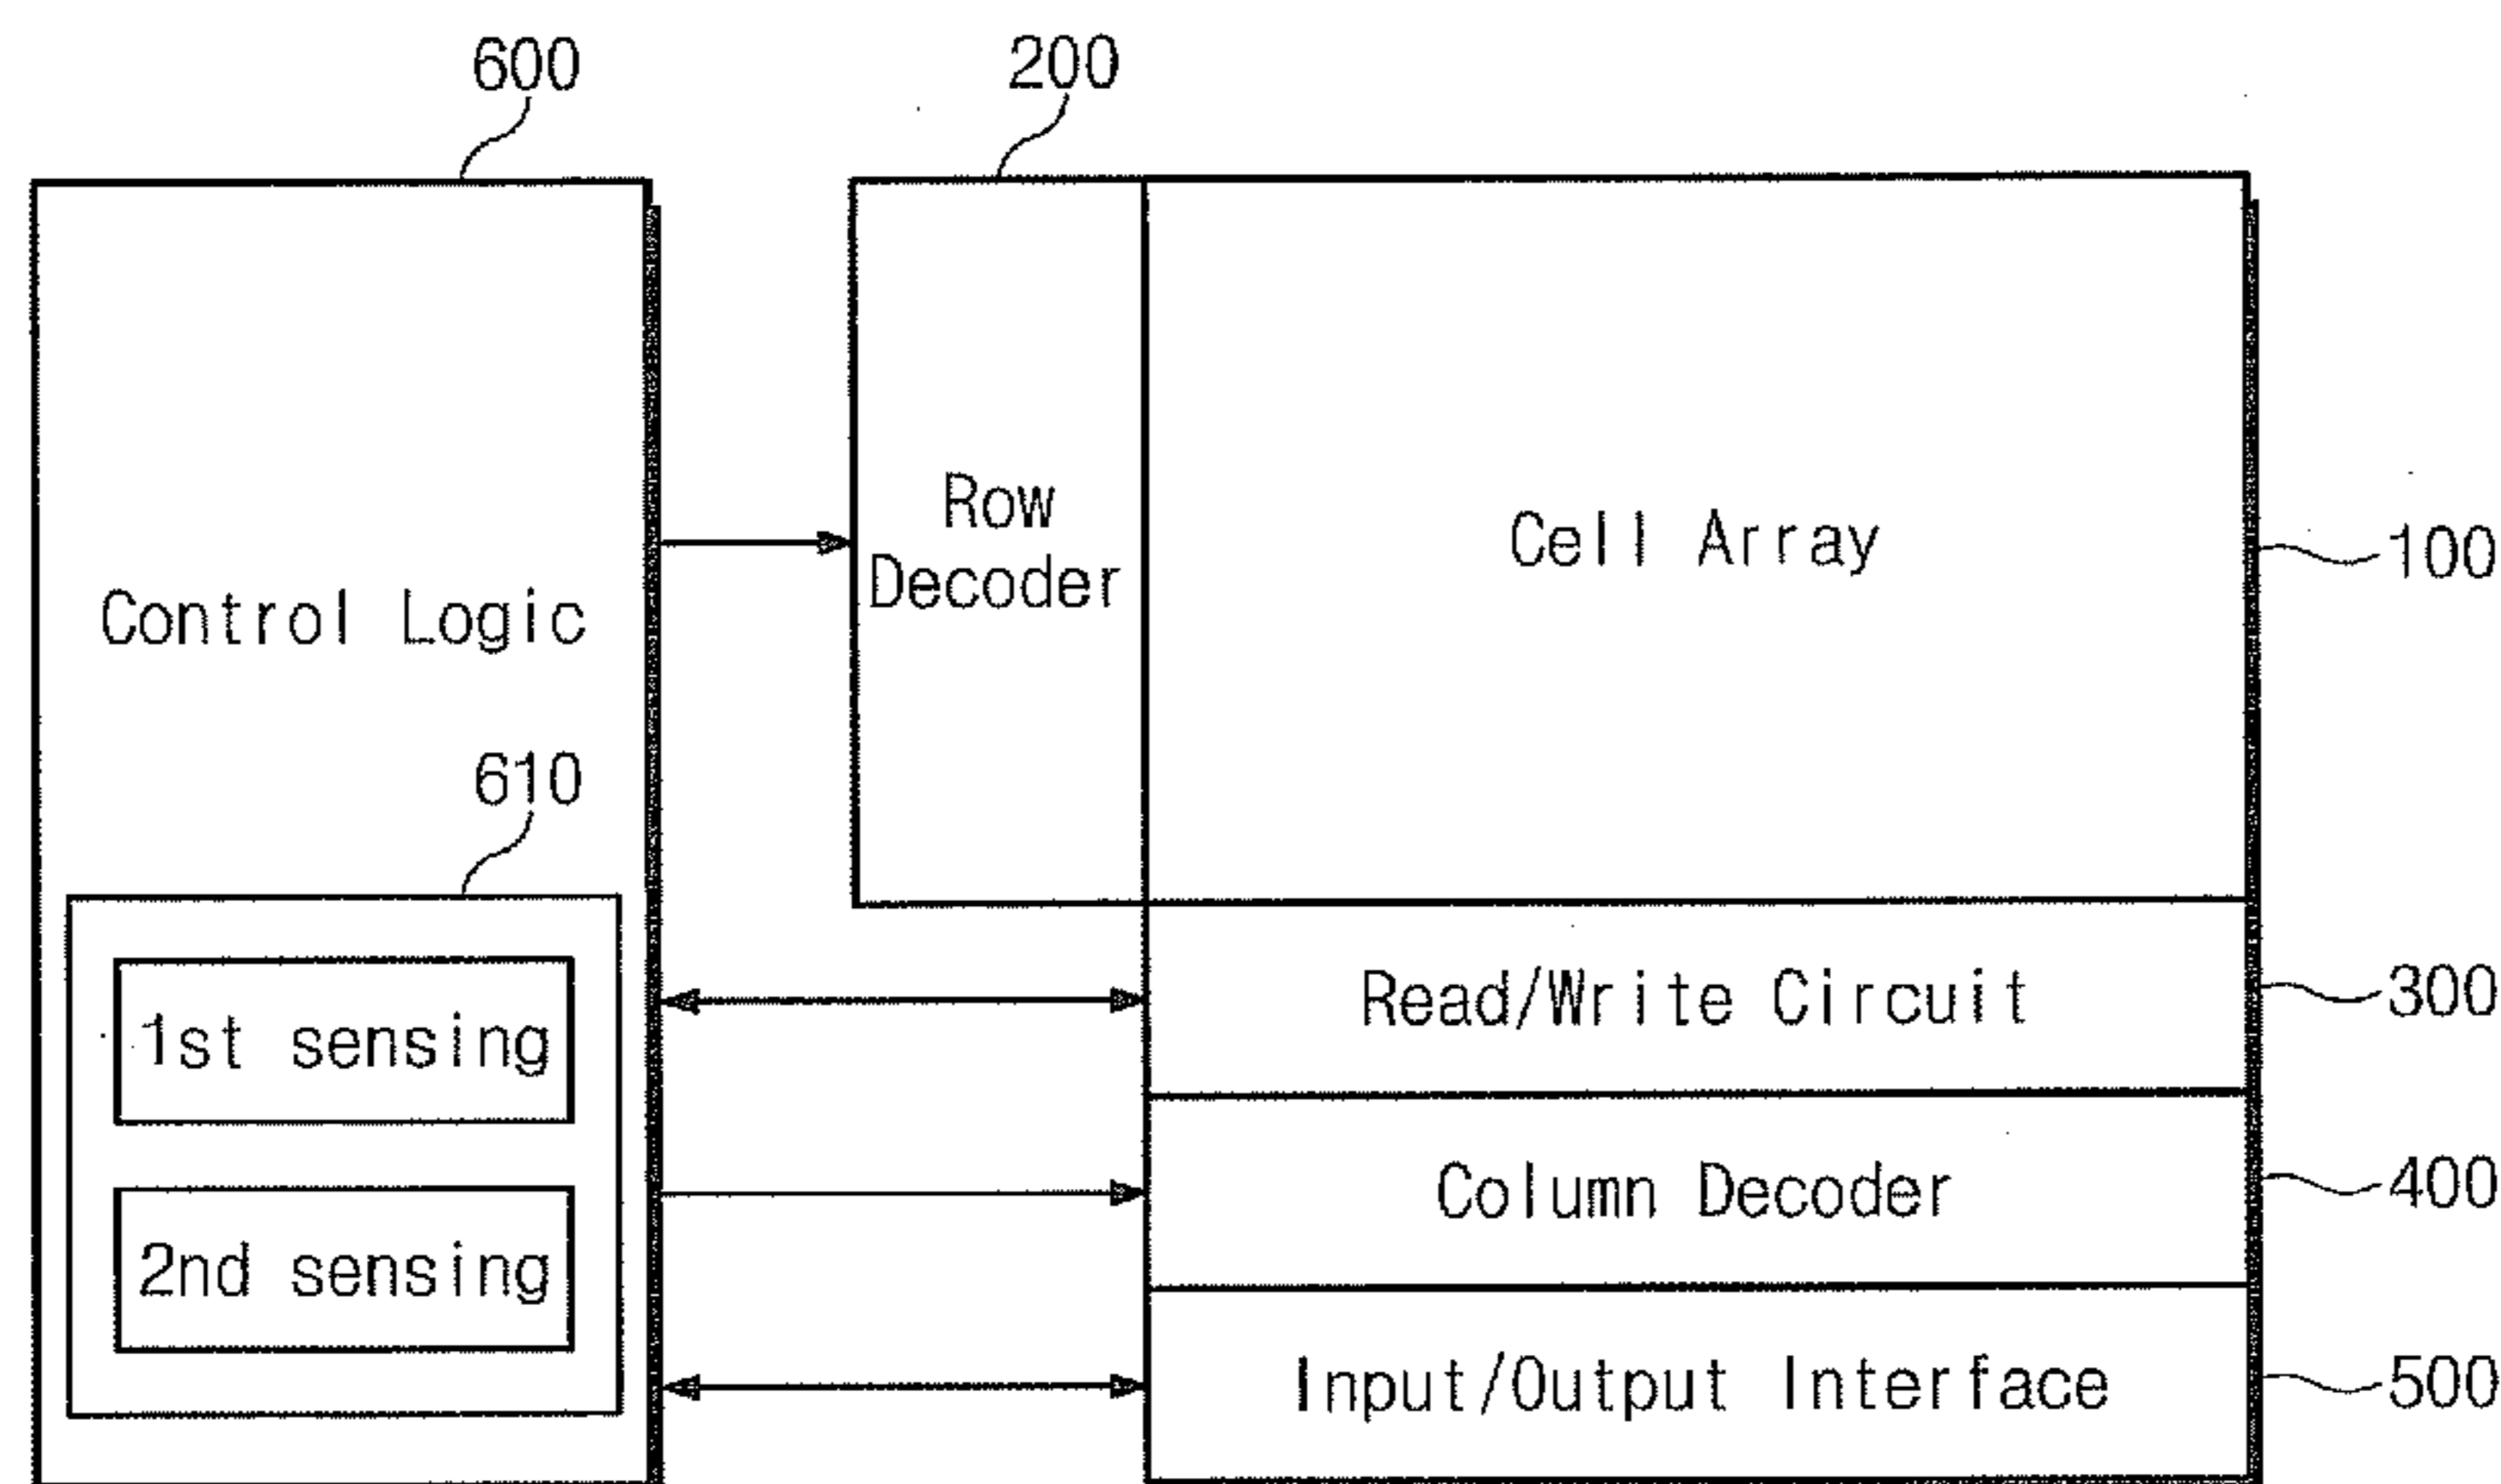 600
200
Row
Decoder
Cell Array
100
Control Logic
610
1st sensing
2nd sensing
Read/Write Circuit
300
Column Decoder
400
Input/Output Interface
500